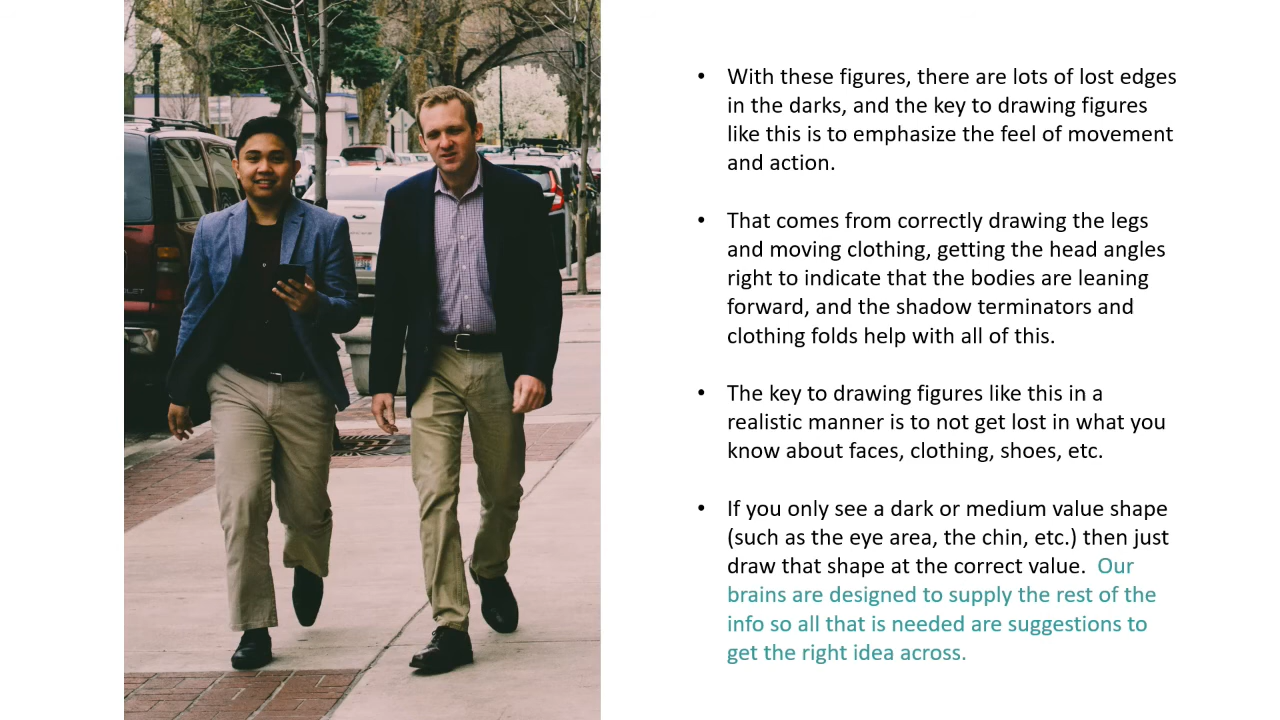 • With these figures, there are lots of lost edges
in the darks, and the key to drawing figures
like this is to emphasize the feel of movement
and action.
• That comes from correctly drawing the legs
and moving clothing, getting the head angles
right to indicate that the bodies are leaning
forward, and the shadow terminators and
clothing folds help with all of this.
• The key to drawing figures like this in a
realistic manner is to not get lost in what you
know about faces, clothing, shoes, etc.
• If you only see a dark or medium value shape
(such as the eye area, the chin, etc.) then just
draw that shape at the correct value.  Our
brains are designed to supply the rest of the
info so all that is needed are suggestions to
get the right idea across.